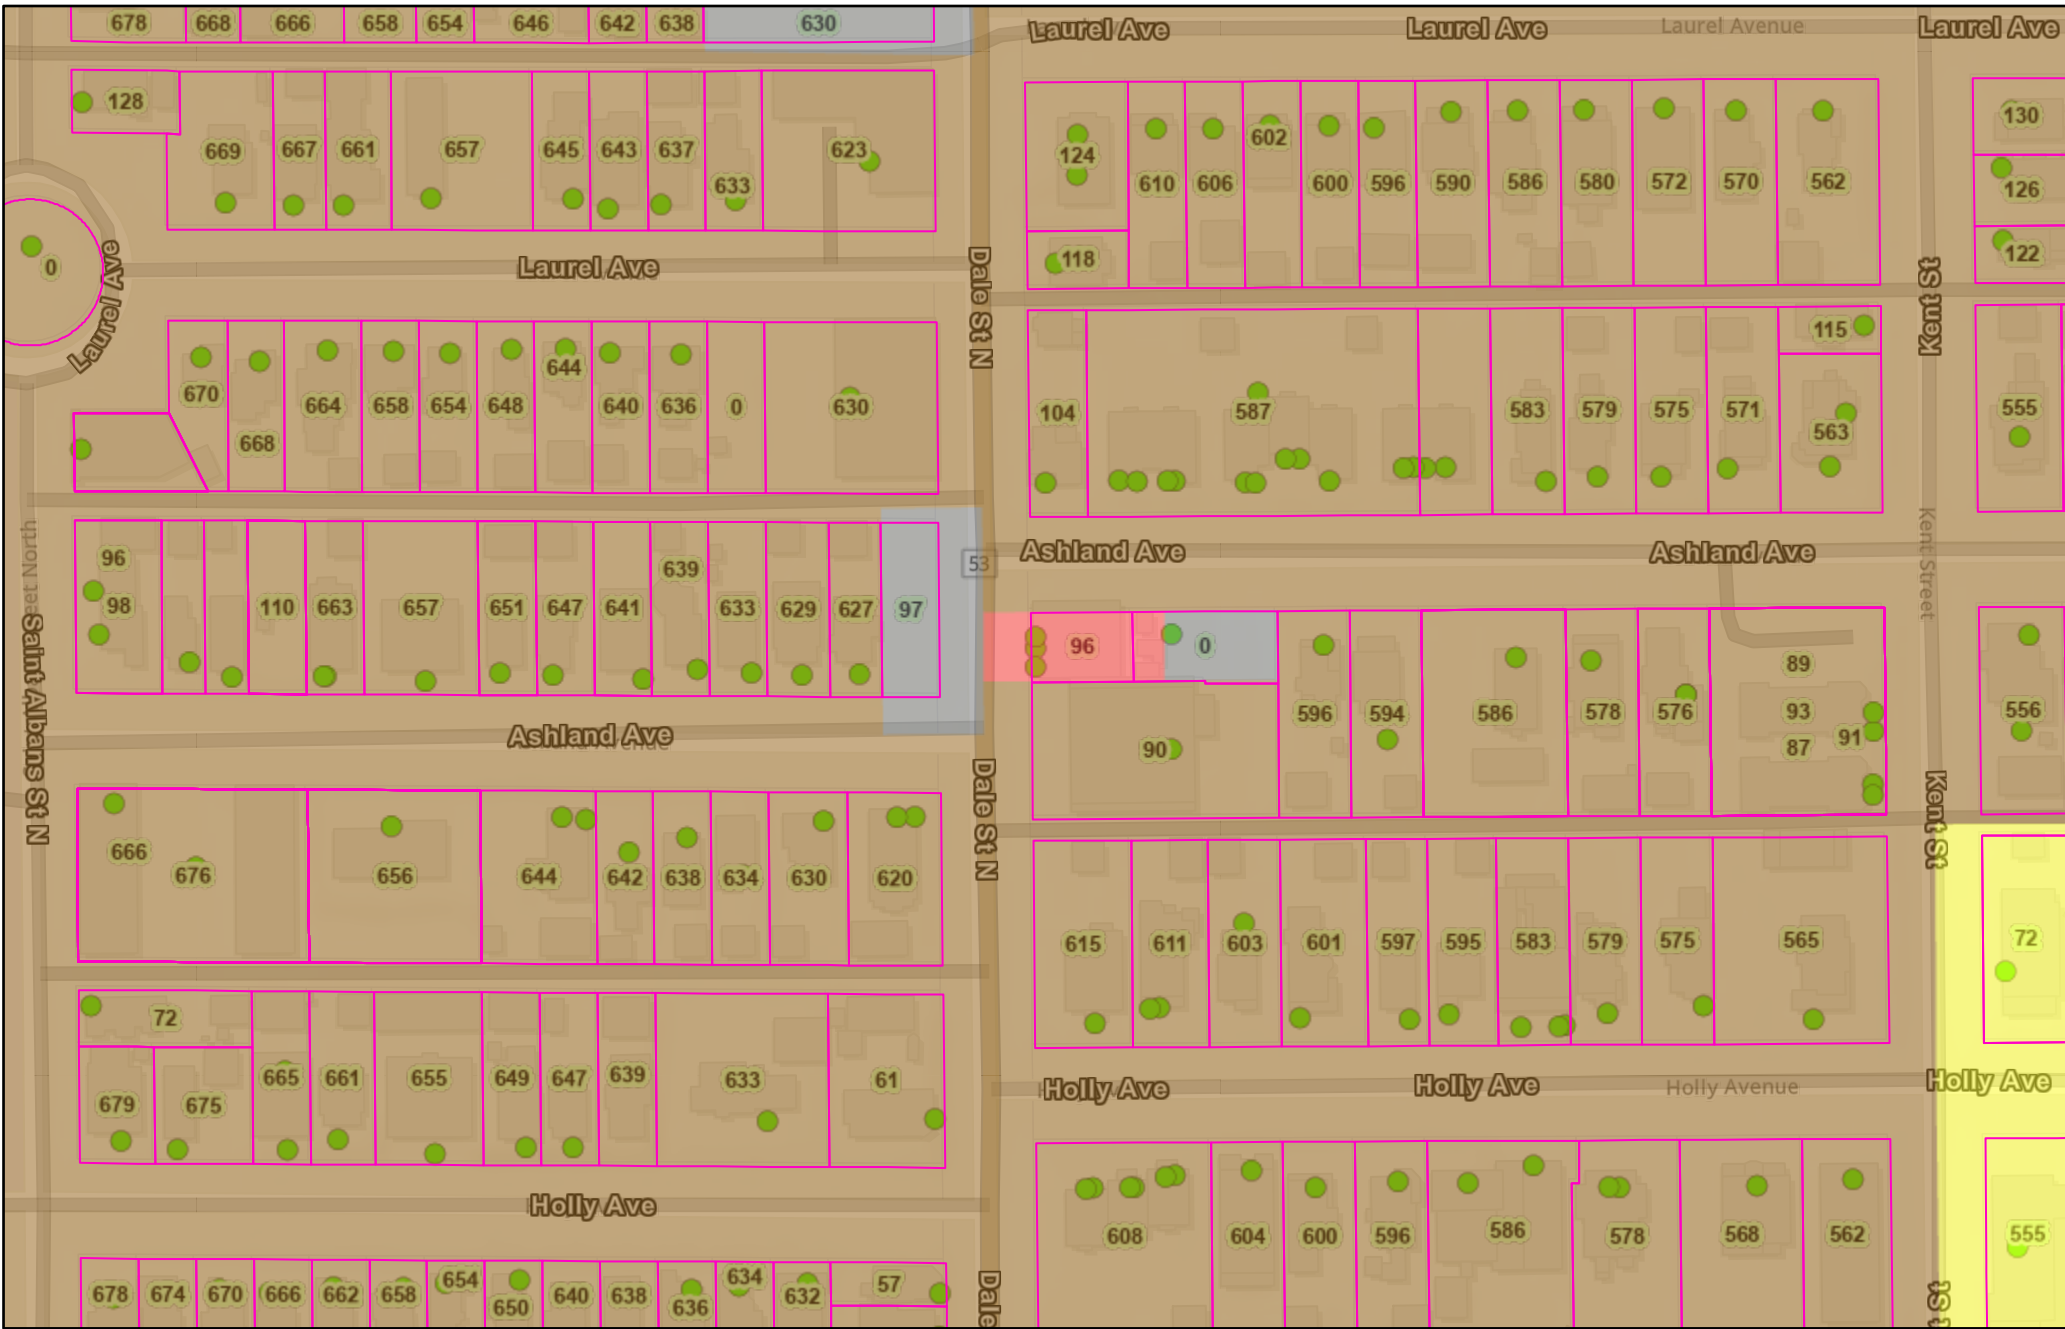 678 668 666 658 654 646 642 638 630
Laurel Ave Laurel Ave Laurel Avenue Laurel Ave
128
669 667 661 657 645 643 637 633 623
124 610 606 602 600 596 590 586 580 572 570 562
118
130
126
122
0
Laurel Ave
Laurel Ave
Dale St N
Kent St
670 668 664 658 654 648 644 640 636 0 630
104 587 583 579 575 571 115
563
555
Saint Albans St N
96
98 110 663 657 651 647 641 639 633 629 627 97
53
Ashland Ave Ashland Ave
Kent Street
96 0
90 596 594 586 578 576 89
93
91
87
556
Ashland Ave
Dale St N
Kent St
666 676 656 644 642 638 634 630 620
615 611 603 601 597 595 583 579 575 565
72
72
679 675 665 661 655 649 647 639 633 61
Holly Ave Holly Ave Holly Avenue Holly Ave
Holly Ave
608 604 600 596 586 578 568 562
555
678 674 670 666 662 658 654 650 640 638 636 634 632 57
Dale
St